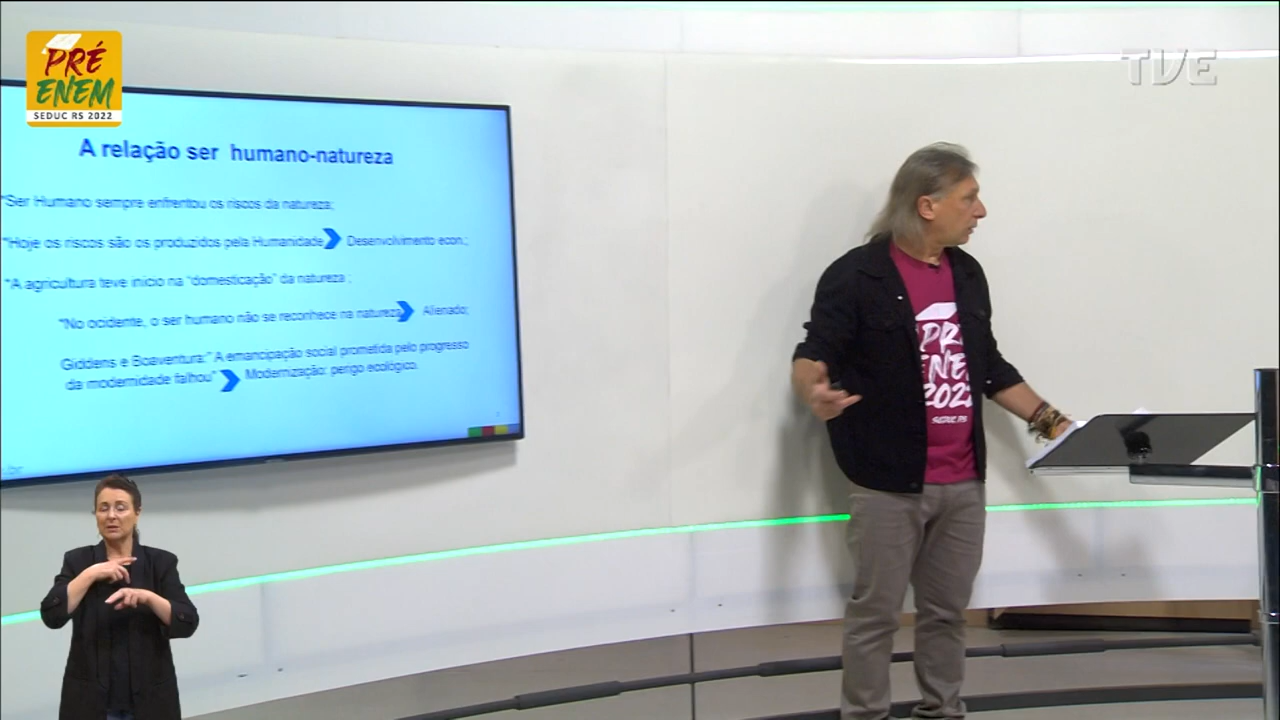 PRÉ
ENEM
SEDUC RS 2022
TVE
A relação ser humano-natureza
*Ser Humano sempre enfrentou os riscos da natureza;
*Hoje os riscos são os produzidos pela Humanidade Desenvolvimento econ.;
*A agricultura teve início na "domesticação" da natureza ;
*No ocidente, o ser humano não se reconhece na natureza Alienado;
Giddens e Boaventura:" A emancipação social prometida pelo progresso
da modernidade falhou" Modernização: perigo ecológico.
.br
PRÉ
ENEM
2022
SEDUC RS